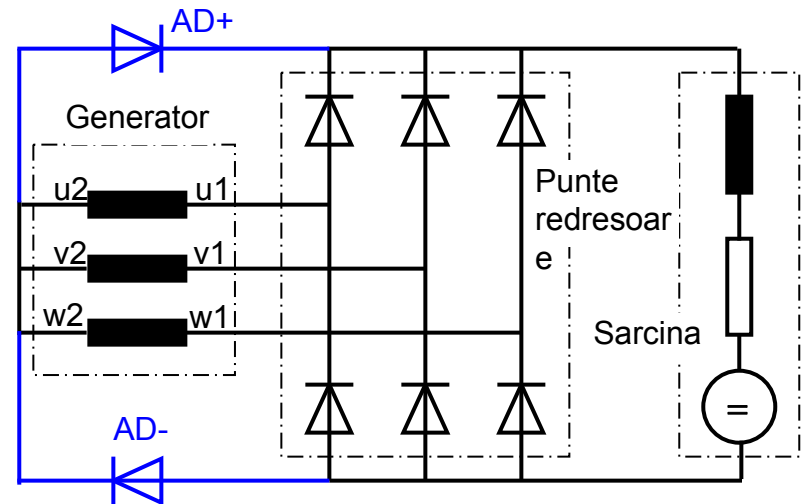 AD+
Generator
u2 u1
v2 v1
w2 w1
Punte
redresoar
e
Sarcina
=
AD-